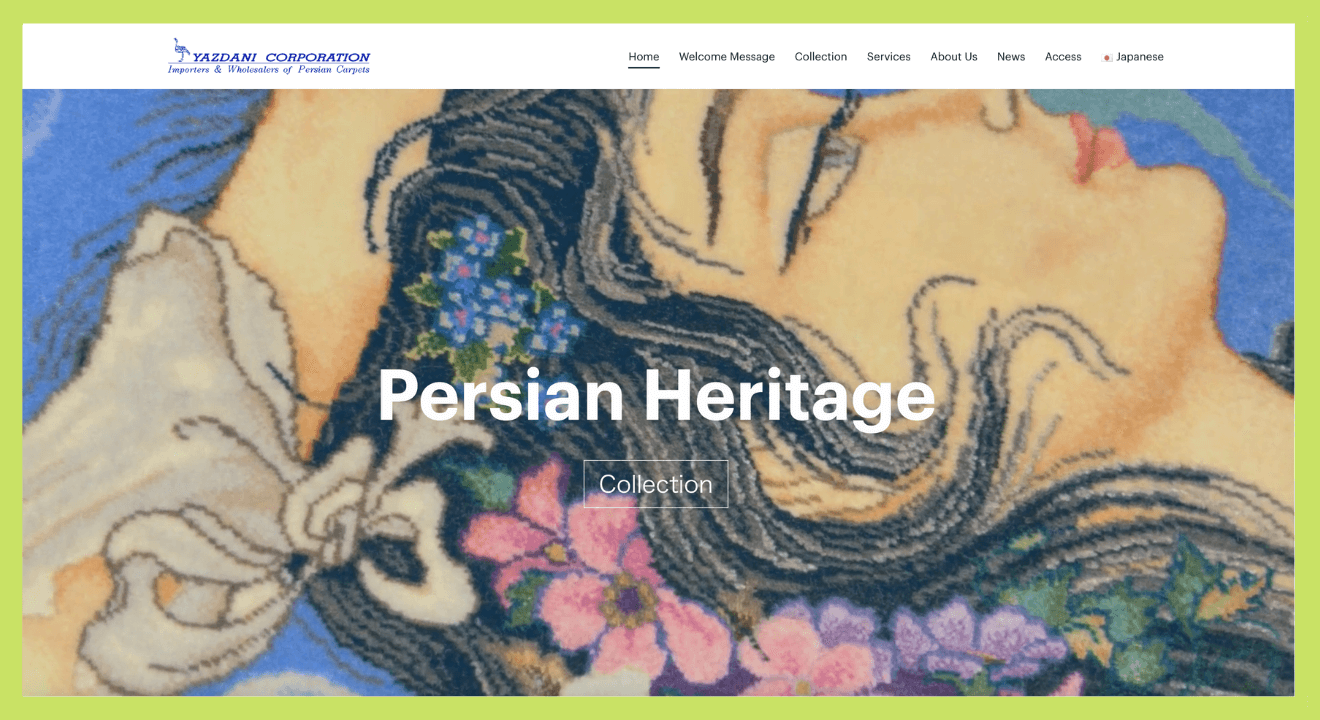 YAZDANI CORPORATION
Importers & Wholesalers of Persian Carpets
Home Welcome Message Collection Services About Us News Access Japanese
Persian Heritage
Collection